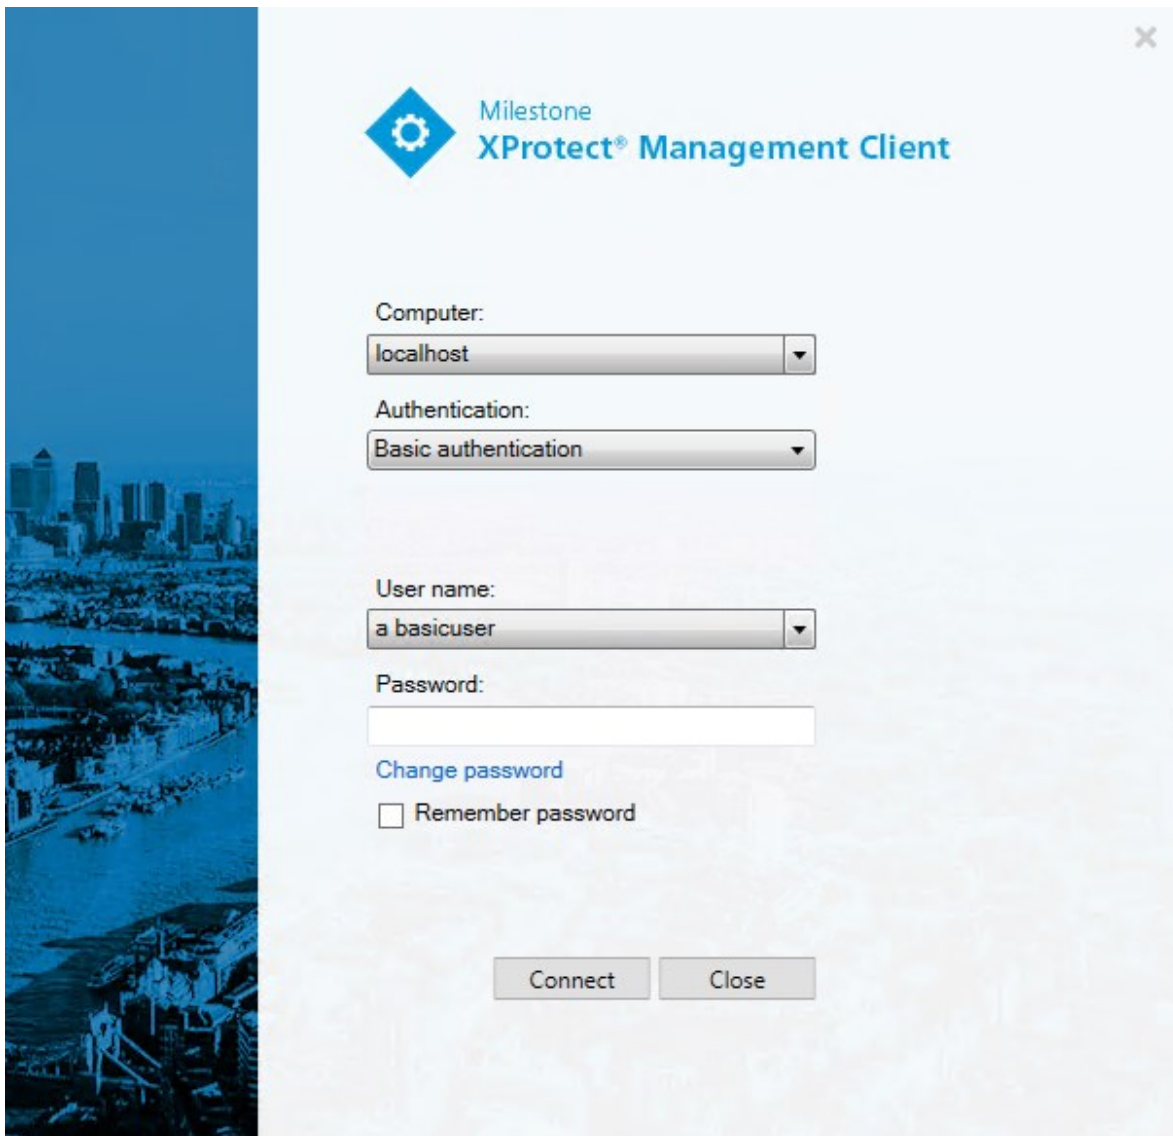 Milestone
XProtect® Management Client
Computer:
localhost
Authentication:
Basic authentication
User name:
a basicuser
Password:
Change password
Remember password
Connect Close